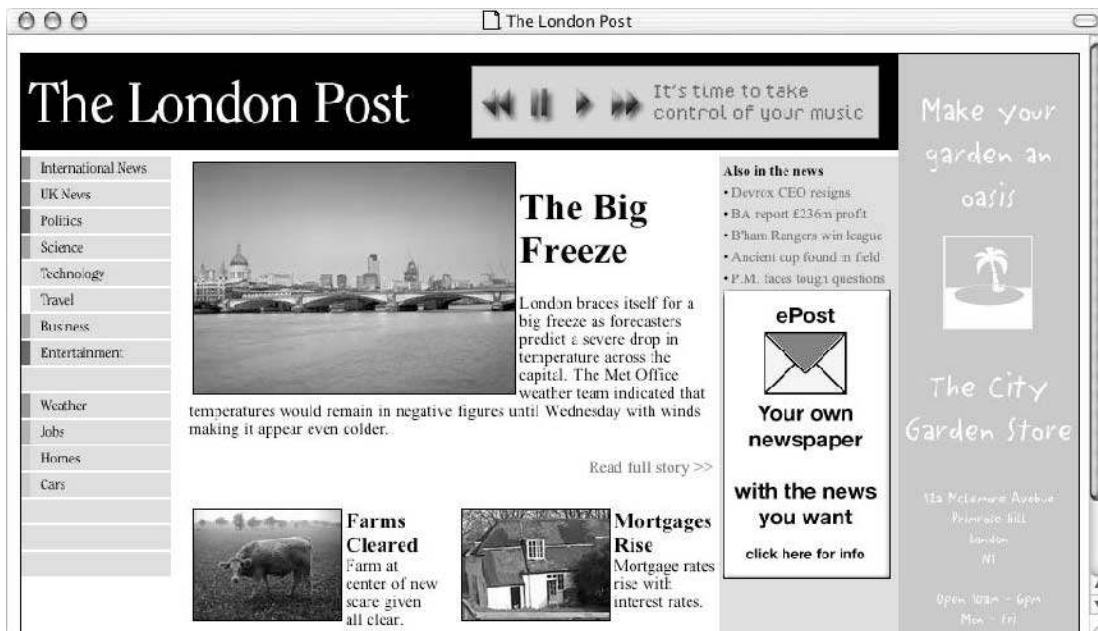 The London Post
The London Post
It's time to take
control of your music
International News
UK News
Politics
Science
Technology
Travel
Business
Entertainment
Weather
Jobs
Homes
Cars
The Big
Freeze
London braces itself for a
big freeze as forecasters
predict a severe drop in
temperature across the
capital. The Met Office
weather team indicated that
temperatures would remain in negative figures until Wednesday with winds
making it appear even colder.
Read full story >>
Farms
Cleared
Farm at
center of new
scare given
all clear.
Mortgages
Rise
Mortgage rates
rise with
interest rates.
Also in the news
• Devrox CEO resigns
• BA report £236m profit
• B'ham Rangers win league
• Ancient cup found in field
• P.M. faces tough questions
ePost
Your own
newspaper
with the news
you want
click here for info
Make your
garden an
oasis
The City
Garden Store
12a McLemore Avenue
Primrose Hill
London
N1
Open 10am - 6pm
Mon - Fri